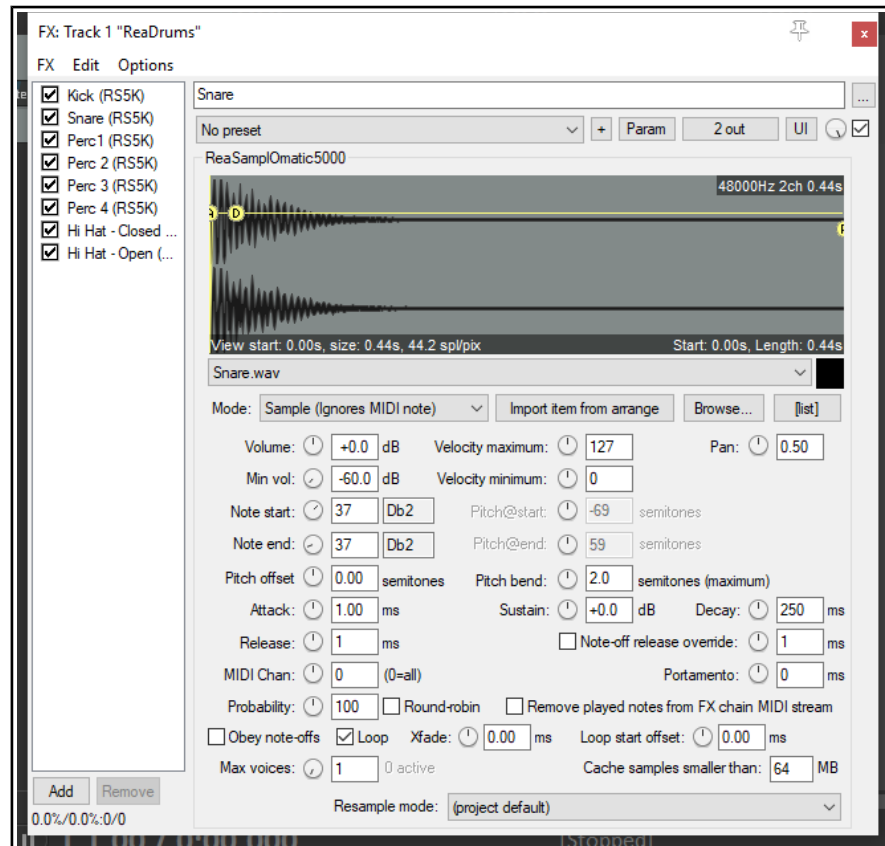 FX: Track 1 "ReaDrums"
x
FX Edit Options
Kick (RS5K)
Snare (RS5K)
Perc1 (RS5K)
Perc 2 (RS5K)
Perc 3 (RS5K)
Perc 4 (RS5K)
Hi Hat - Closed ...
Hi Hat - Open (...
Add Remove
0.0%/0.0%:0/0
Snare
...
No preset + Param 2 out UI
ReaSamplOmatic5000
48000Hz 2ch 0.44s
D
View start: 0.00s, size: 0.44s, 44.2 spl/pix Start: 0.00s, Length: 0.44s
Snare.wav
Mode: Sample (Ignores MIDI note) Import item from arrange Browse... [list]
Volume: +0.0 dB Velocity maximum: 127 Pan: 0.50
Min vol: -60.0 dB Velocity minimum: 0
Note start: 37 Db2 Pitch@start: -69 semitones
Note end: 37 Db2 Pitch@end: 59 semitones
Pitch offset 0.00 semitones Pitch bend: 2.0 semitones (maximum)
Attack: 1.00 ms Sustain: +0.0 dB Decay: 250 ms
Release: 1 ms Note-off release override: 1 ms
MIDI Chan: 0 (0=all) Portamento: 0 ms
Probability: 100 Round-robin Remove played notes from FX chain MIDI stream
Obey note-offs Loop Xfade: 0.00 ms Loop start offset: 0.00 ms
Max voices: 1 0 active Cache samples smaller than: 64 MB
Resample mode: (project default)
[Stopped]